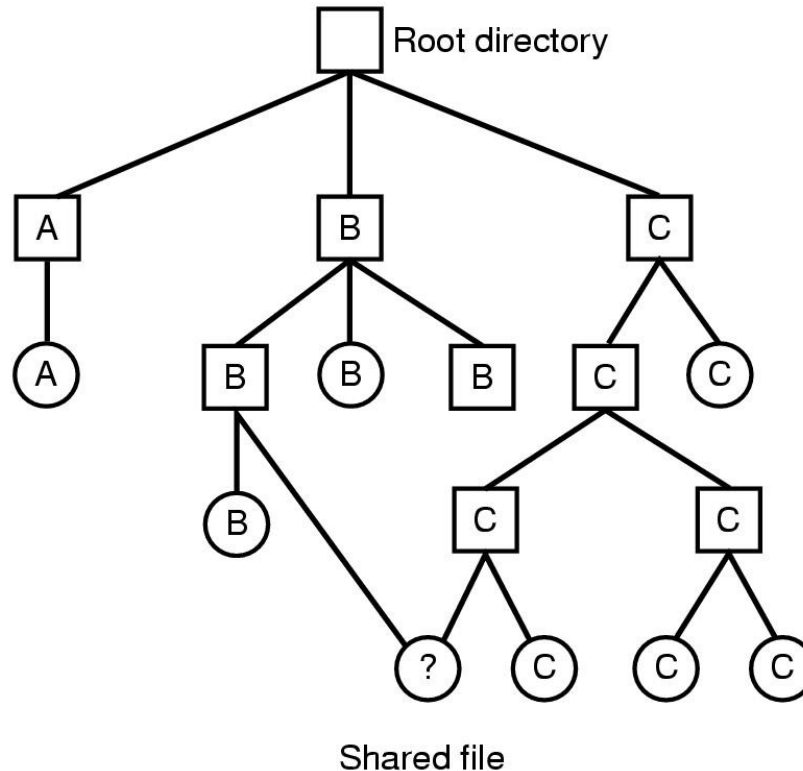 Root directory
A B C
A B B B C C
B C C
? C C C
Shared file